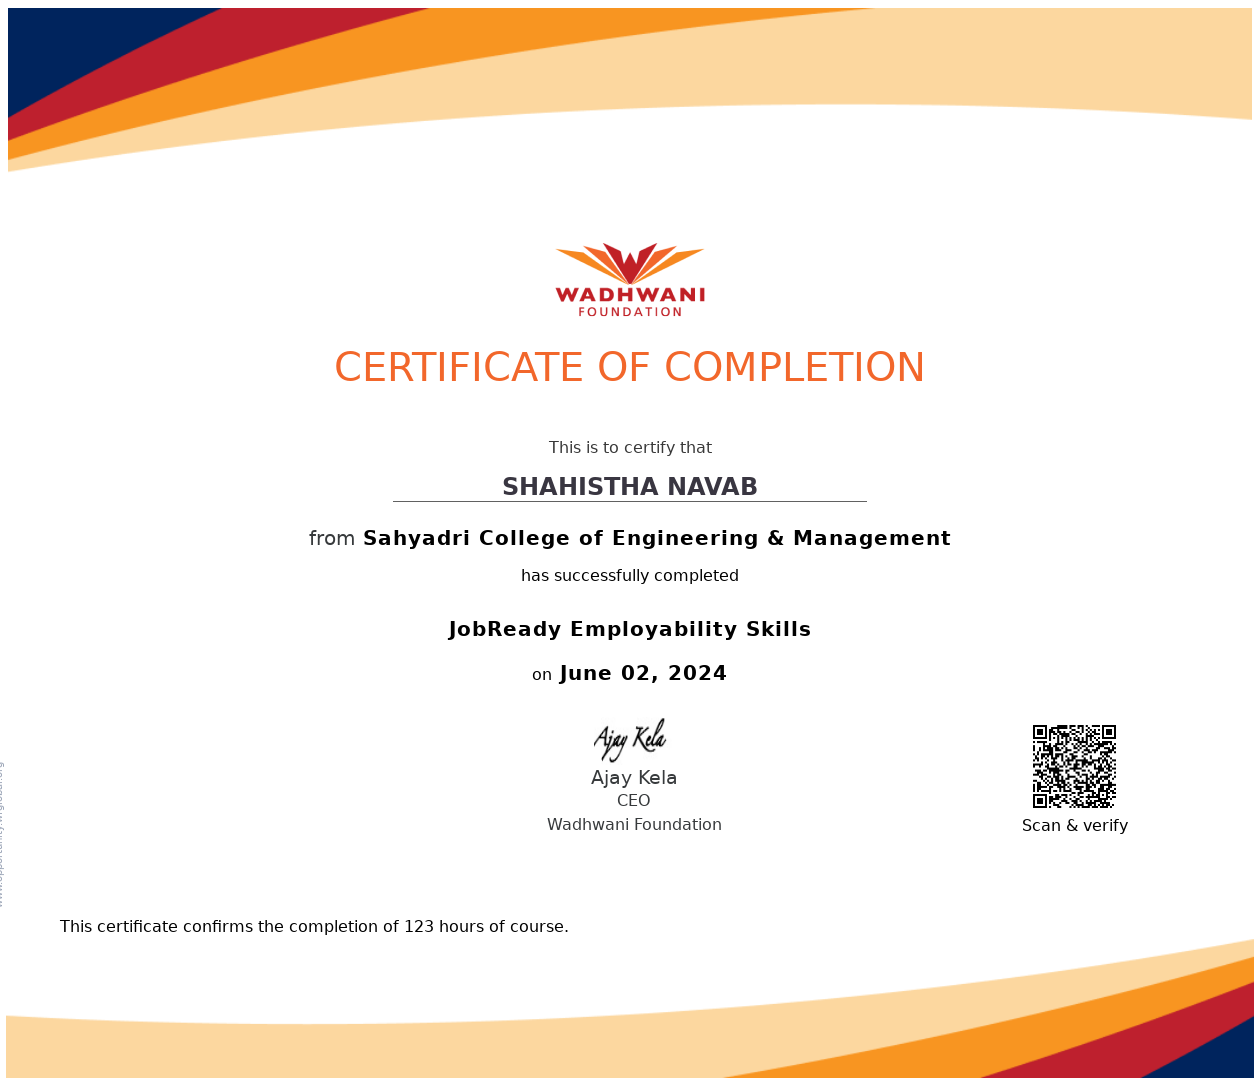 WADHWANI
FOUNDATION
CERTIFICATE OF COMPLETION
This is to certify that
SHAHISTHA NAVAB
from Sahyadri College of Engineering & Management
has successfully completed
JobReady Employability Skills
on June 02, 2024
Ajay Kela
Ajay Kela
CEO
Wadhwani Foundation
Scan & verify
www.opportunity.wfglobal.org
This certificate confirms the completion of 123 hours of course.